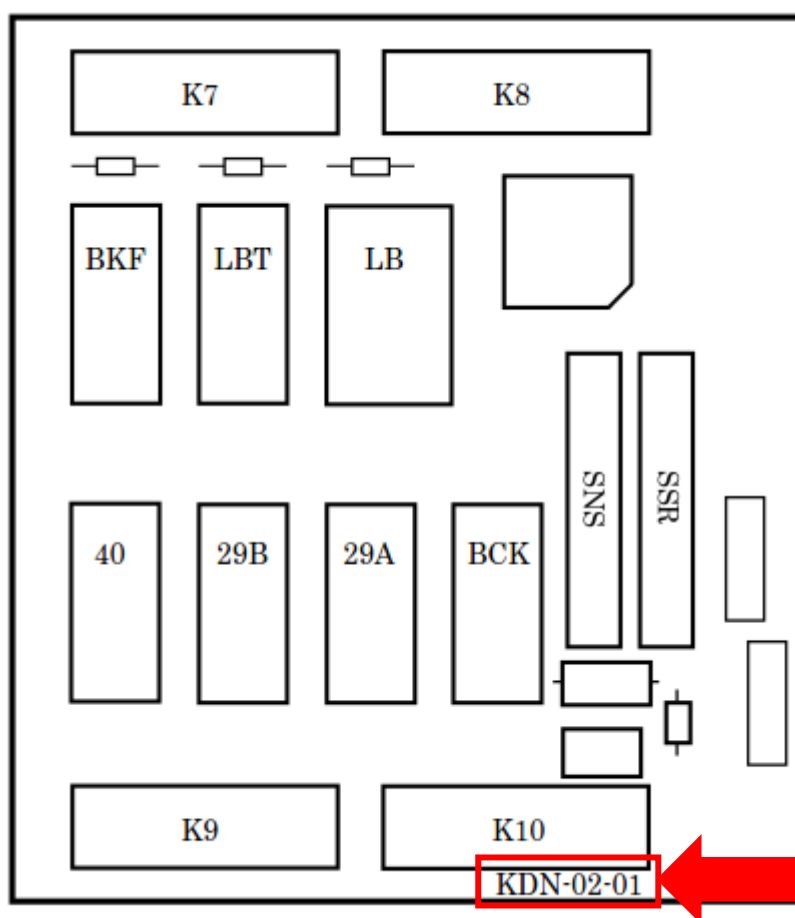 K7 K8
BKF LBT LB
SNS SSR
40 29B 29A BCK
K9 K10
KDN-02-01